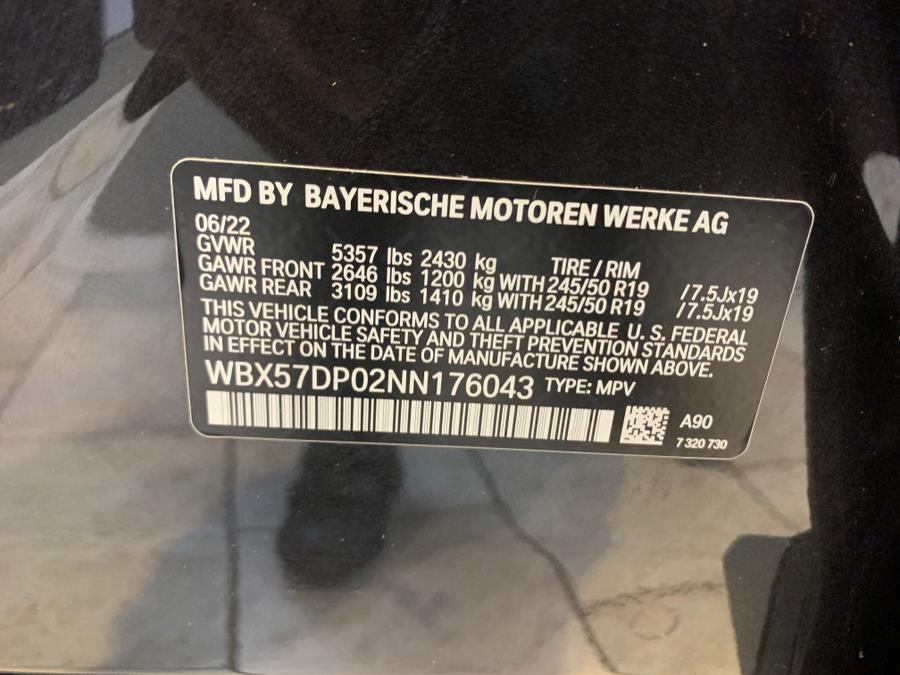 MFD BY BAYERISCHE MOTOREN WERKE AG
06/22
GVWR 5357 lbs 2430 kg TIRE / RIM
GAWR FRONT 2646 lbs 1200 kg WITH 245/50 R19 /7.5Jx19
GAWR REAR 3109 lbs 1410 kg WITH 245/50 R19 /7.5Jx19
THIS VEHICLE CONFORMS TO ALL APPLICABLE U. S. FEDERAL
MOTOR VEHICLE SAFETY AND THEFT PREVENTION STANDARDS
IN EFFECT ON THE DATE OF MANUFACTURE SHOWN ABOVE.
WBX57DP02NN176043 TYPE: MPV
A90
7 320 730